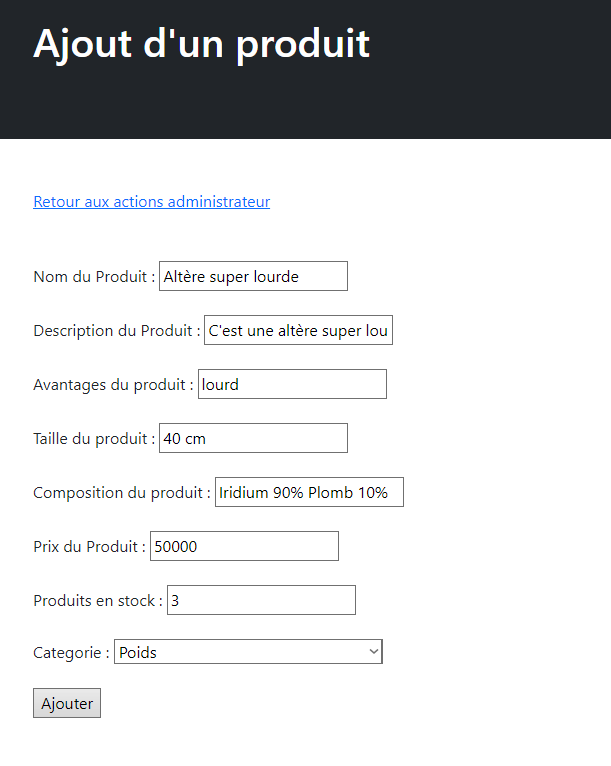 Ajout d'un produit
Retour aux actions administrateur
Nom du Produit : Altère super lourde
Description du Produit : C'est une altère super lou
Avantages du produit : lourd
Taille du produit : 40 cm
Composition du produit : Iridium 90% Plomb 10%
Prix du Produit : 50000
Produits en stock : 3
Categorie : Poids
Ajouter